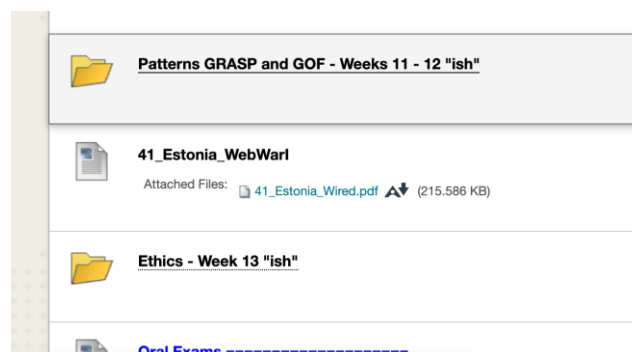 Patterns GRASP and GOF - Weeks 11 - 12 "ish"
41_Estonia_WebWarI
Attached Files: 41_Estonia_Wired.pdf (215.586 KB)
Ethics - Week 13 "ish"
Oral Exams ~~~~~~~~~~~~~~~~~~~~